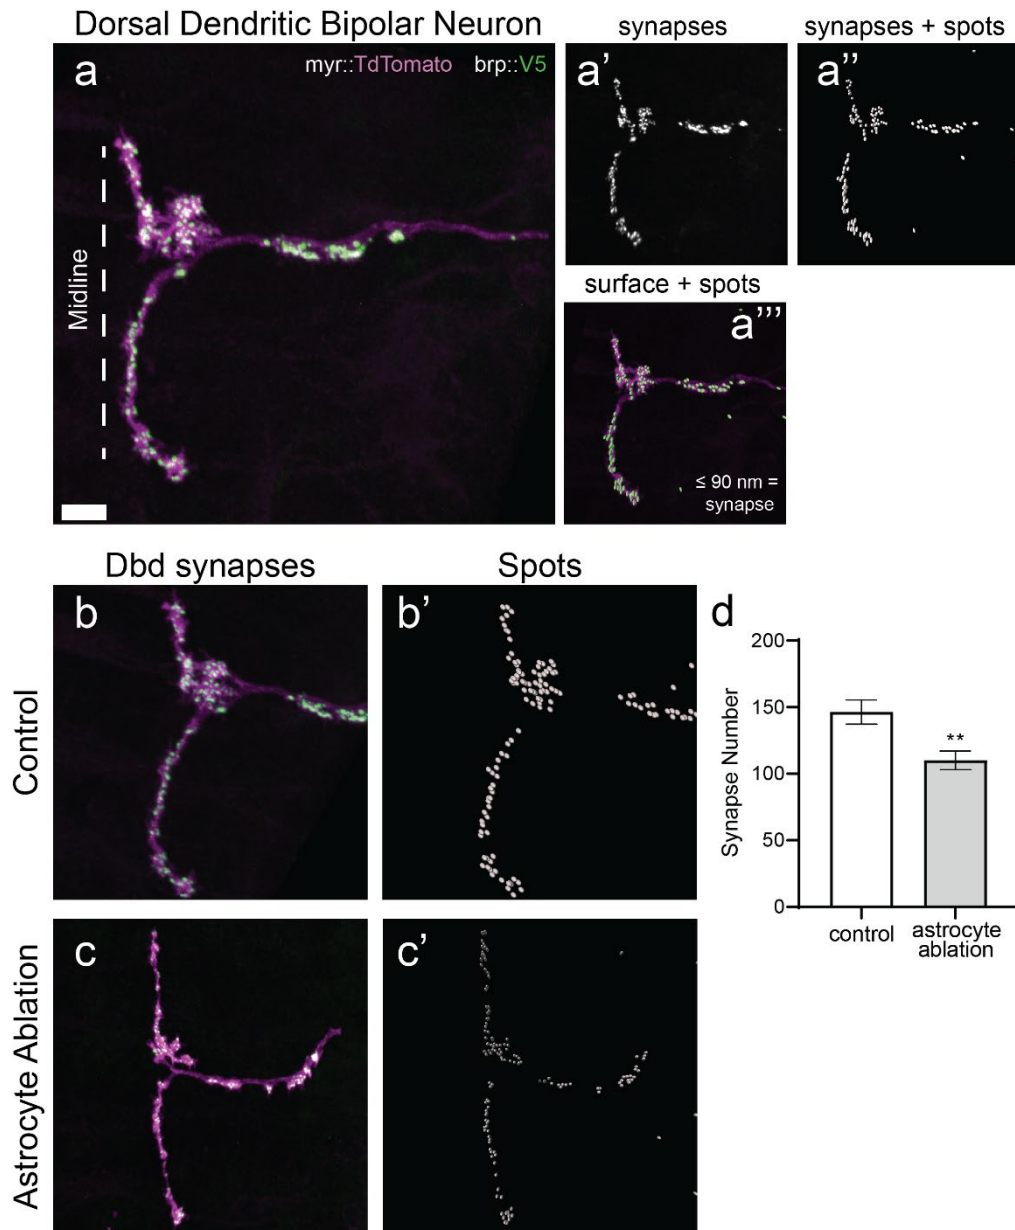 Dorsal Dendritic Bipolar Neuron
a
myr::TdTomato brp::V5
Midline
synapses
a'
synapses + spots
a''
surface + spots
a'''
≤ 90 nm =
synapse
Dbd synapses
Spots
Control
b
b'
Astrocyte Ablation
c
c'
d
Synapse Number
200
150
100
50
0
**
control
astrocyte
ablation